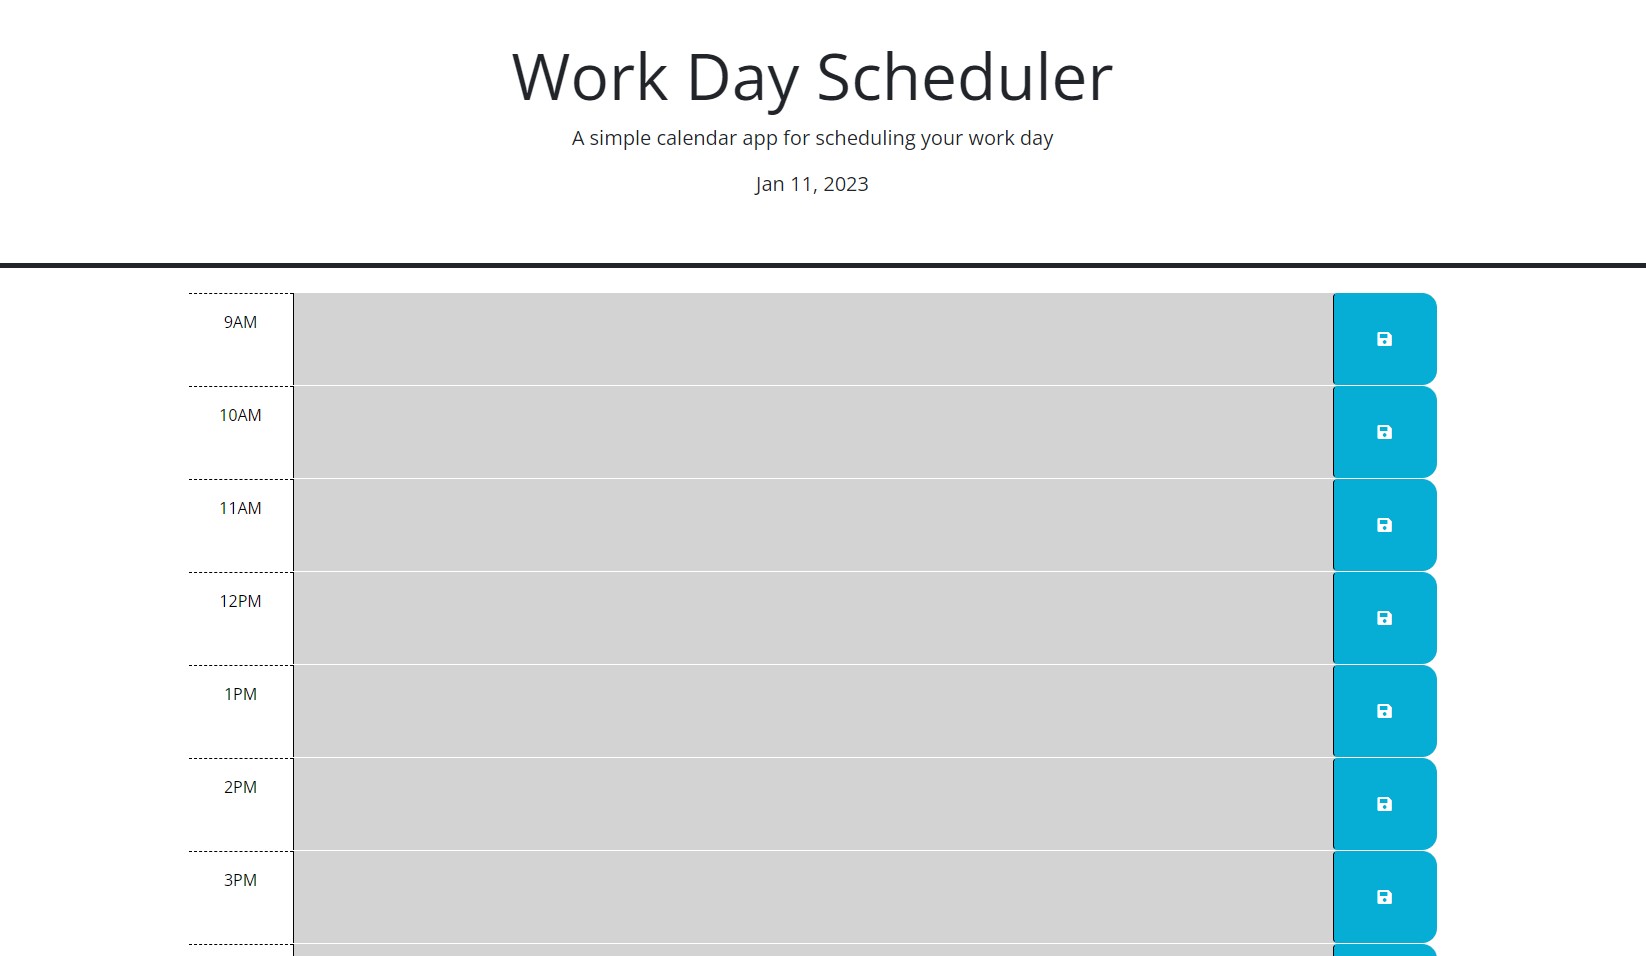 Work Day Scheduler
A simple calendar app for scheduling your work day
Jan 11, 2023
9AM
10AM
11AM
12PM
1PM
2PM
3PM